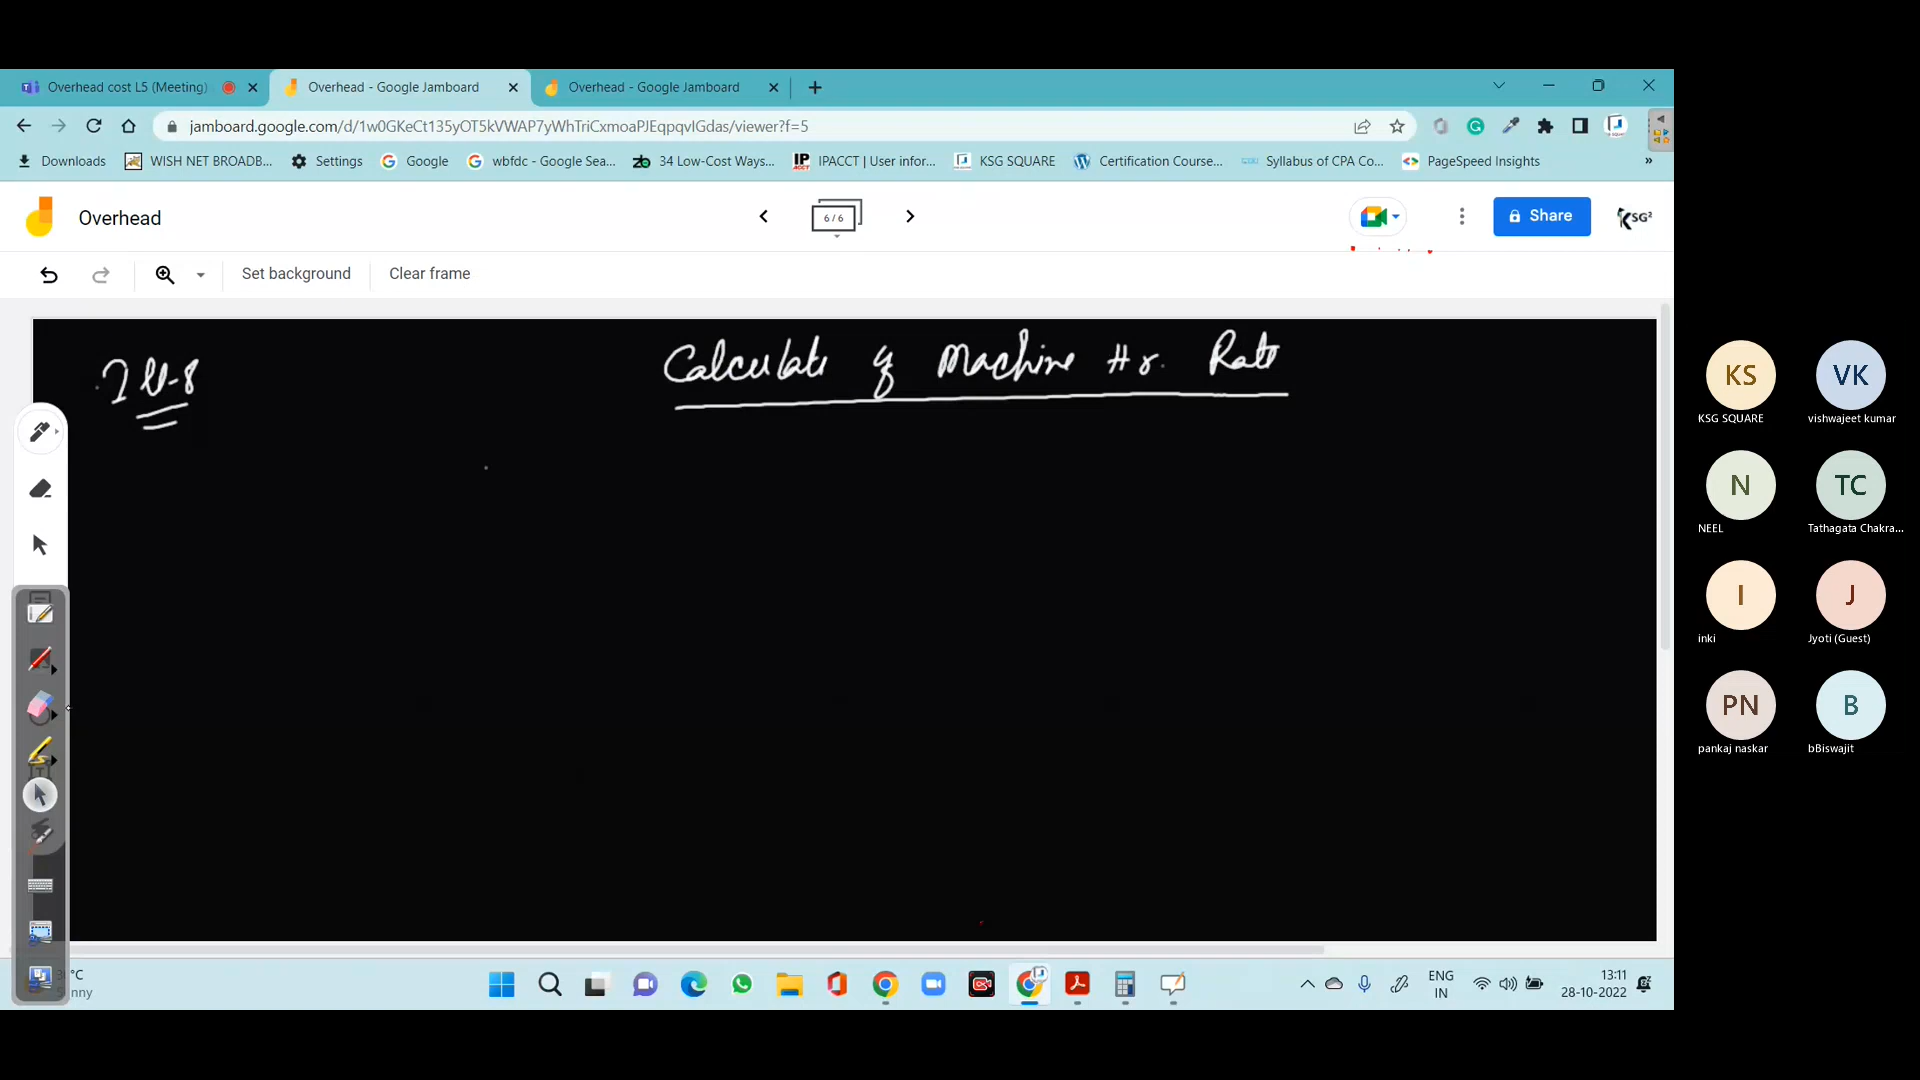 Overhead cost L5 (Meeting)
Overhead - Google Jamboard
Overhead - Google Jamboard
jamboard.google.com/d/1w0GKeCt135yOT5kVWAP7yWhTriCxmoaPJEqpqvIGdas/viewer?f=5
Downloads
WISH NET BROADB...
Settings
Google
wbfdc - Google Sea...
34 Low-Cost Ways...
IPACCT | User infor...
KSG SQUARE
Certification Course...
Syllabus of CPA Co...
PageSpeed Insights
»
Overhead
6 / 6
Share
KSG²
Set background
Clear frame
Ill-8
Calculate of Machine Hr. Rate
KS
KSG SQUARE
VK
vishwajeet kumar
N
NEEL
TC
Tathagata Chakra...
I
inki
J
Jyoti (Guest)
PN
pankaj naskar
B
bBiswajit
ENG
IN
13:11
28-10-2022